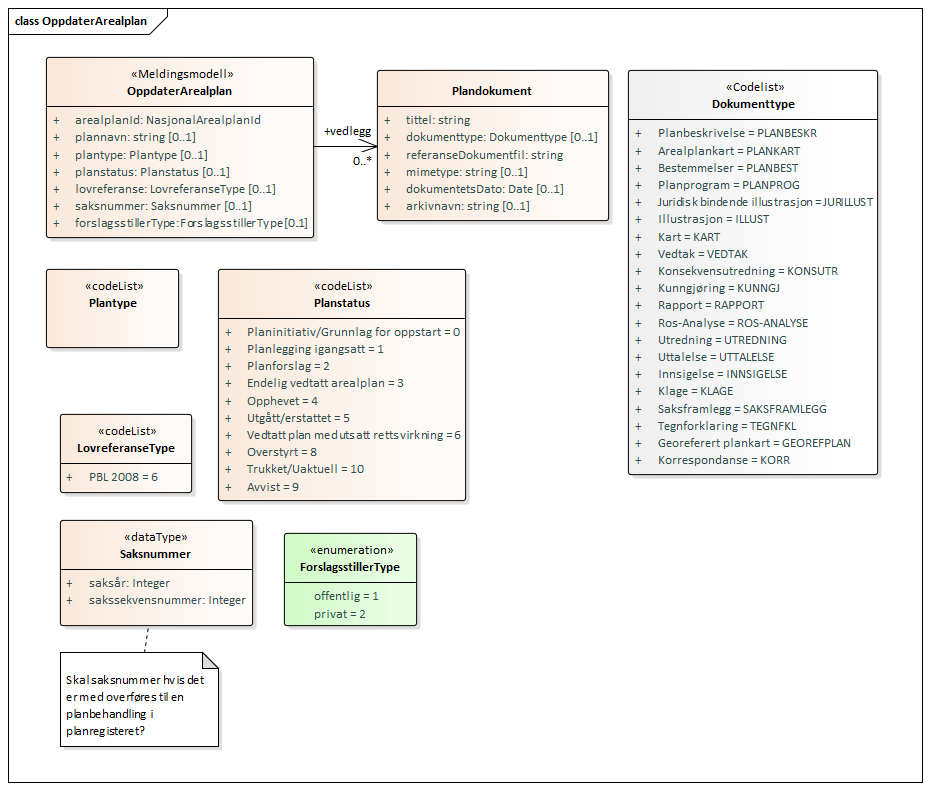 class OppdaterArealplan
«Meldingsmodell»
OppdaterArealplan
+ arealplanId: NasjonalArealplanId
+ plannavn: string [0..1]
+ plantype: Plantype [0..1]
+ planstatus: Planstatus [0..1]
+ lovreferanse: LovreferanseType [0..1]
+ saksnummer: Saksnummer [0..1]
+ forslagsstillerType: ForslagsstillerType [0..1]
+vedlegg
0..*
Plandokument
+ tittel: string
+ dokumenttype: Dokumenttype [0..1]
+ referanseDokumentfil: string
+ mimetype: string [0..1]
+ dokumentetsDato: Date [0..1]
+ arkivnavn: string [0..1]
«Codelist»
Dokumenttype
+ Planbeskrivelse = PLANBESKR
+ Arealplankart = PLANKART
+ Bestemmelser = PLANBEST
+ Planprogram = PLANPROG
+ Juridisk bindende illustrasjon = JURILLUST
+ Illustrasjon = ILLUST
+ Kart = KART
+ Vedtak = VEDTAK
+ Konsekvensutredning = KONSUTR
+ Kunngjøring = KUNNGJ
+ Rapport = RAPPORT
+ Ros-Analyse = ROS-ANALYSE
+ Utredning = UTREDNING
+ Uttalelse = UTTALELSE
+ Innsigelse = INNSIGELSE
+ Klage = KLAGE
+ Saksframlegg = SAKSFRAMLEGG
+ Tegnforklaring = TEGNFKL
+ Georeferert plankart = GEOREFPLAN
+ Korrespondanse = KORR
«codeList»
Plantype
«codeList»
Planstatus
+ Planinitiativ/Grunnlag for oppstart = 0
+ Planlegging igangsatt = 1
+ Planforslag = 2
+ Endelig vedtatt arealplan = 3
+ Opphevet = 4
+ Utgått/erstattet = 5
+ Vedtatt plan med utsatt rettsvirkning = 6
+ Overstyrt = 8
+ Trukket/Uaktuell = 10
+ Avvist = 9
«codeList»
LovreferanseType
+ PBL 2008 = 6
«dataType»
Saksnummer
+ saksår: Integer
+ sakssekvensnummer: Integer
«enumeration»
ForslagsstillerType
offentlig = 1
privat = 2
Skal saksnummer hvis det
er med overføres til en
planbehandling i
planregisteret?